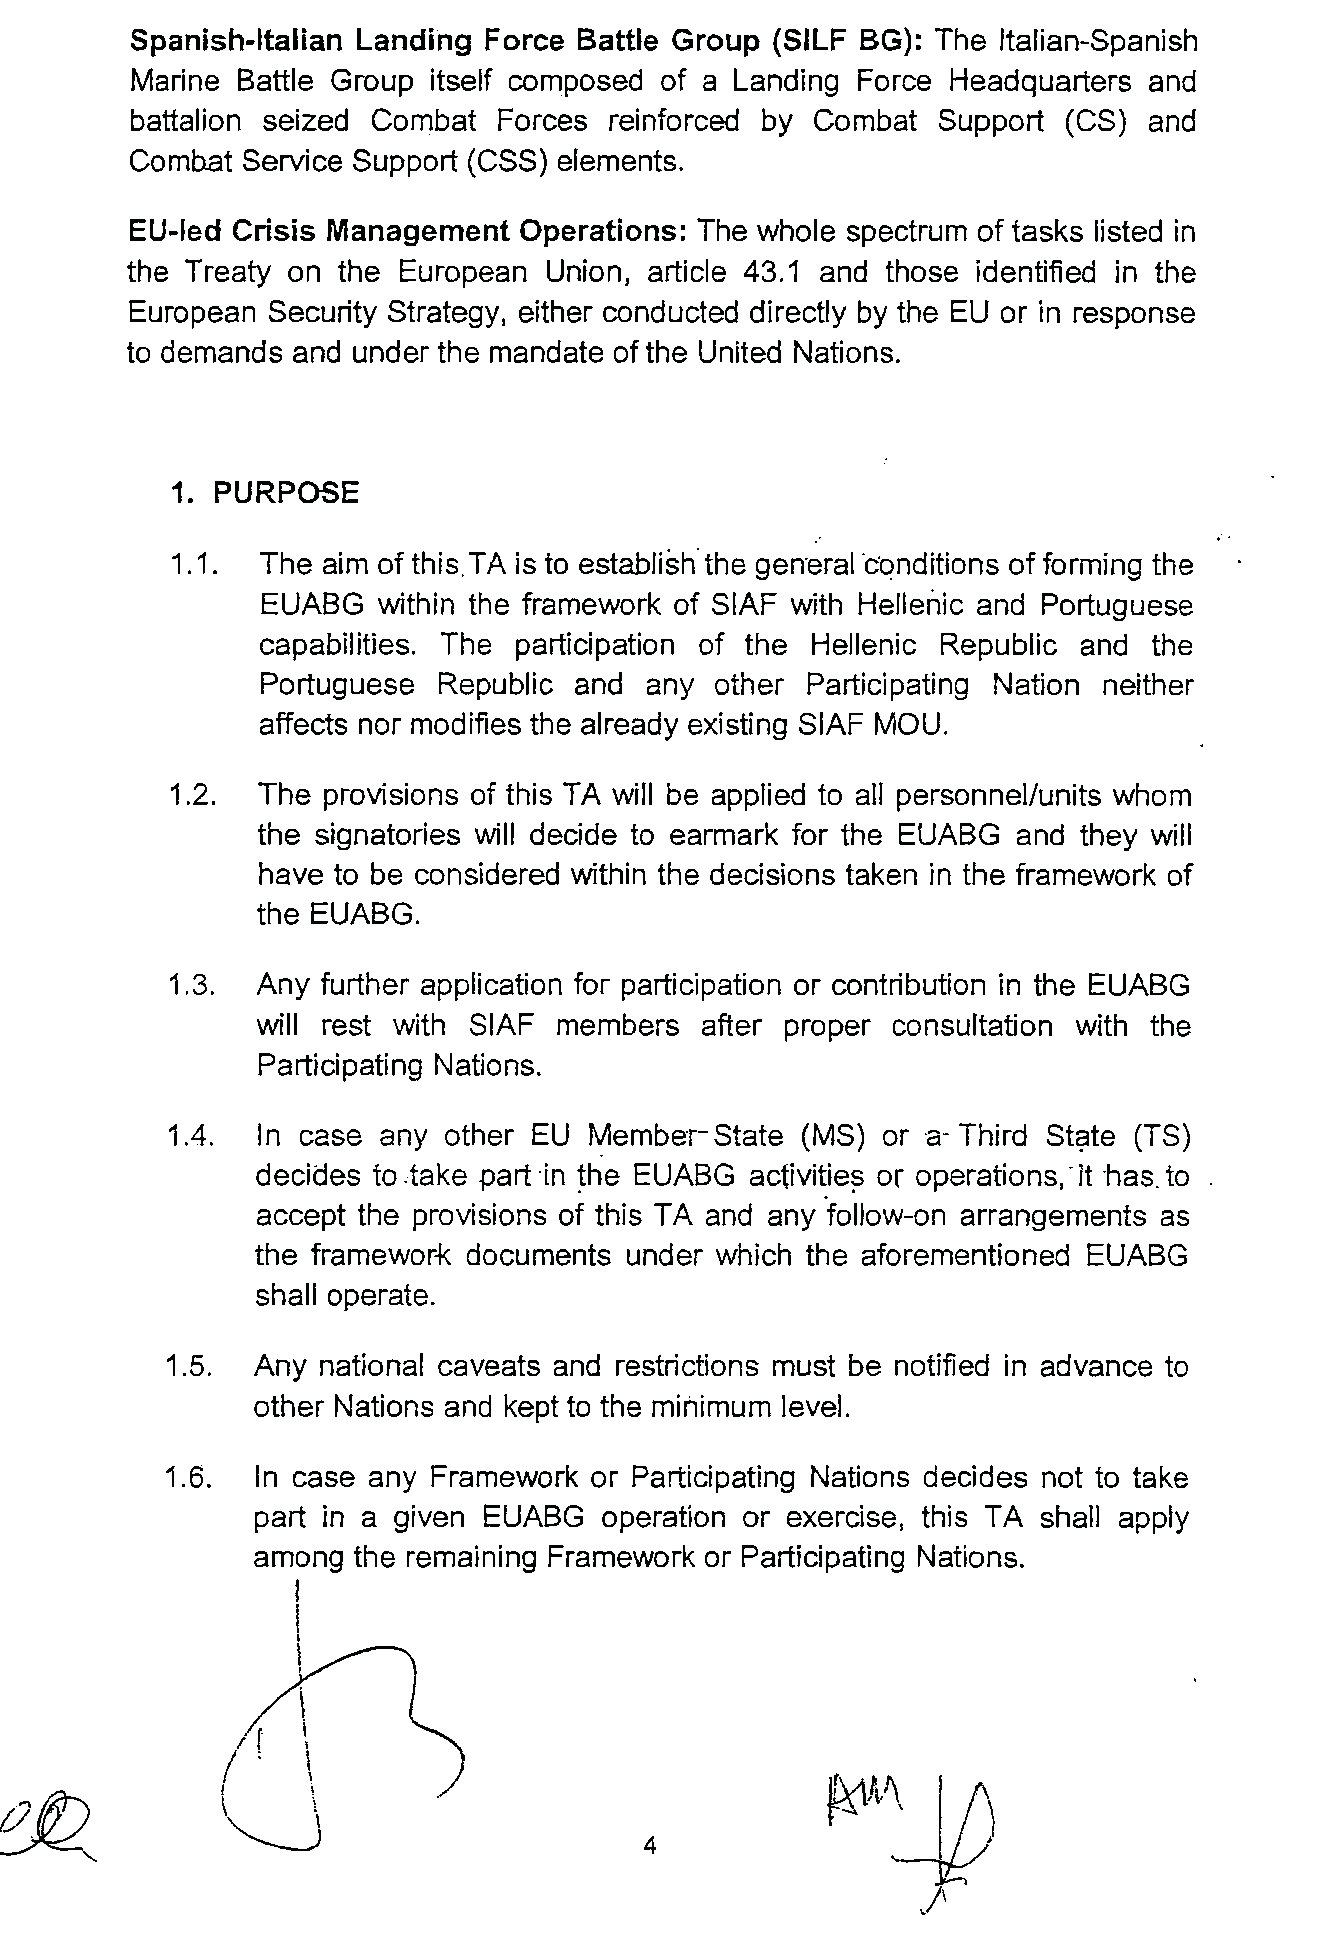 Spanish-Italian Landing Force Battle Group (SILF BG): The Italian-Spanish
Marine Battle Group itself composed of a Landing Force Headquarters and
battalion seized Combat Forces reinforced by Combat Support (CS) and
Combat Service Support (CSS) elements.
EU-led Crisis Management Operations: The whole spectrum of tasks listed in
the Treaty on the European Union, article 43.1 and those identified in the
European Security Strategy, either conducted directly by the EU or in response
to demands and under the mandate of the United Nations.
1. PURPOSE
1.1. The aim of this TA is to establish the general conditions of forming the
EUABG within the framework of SIAF with Hellenic and Portuguese
capabilities. The participation of the Hellenic Republic and the
Portuguese Republic and any other Participating Nation neither
affects nor modifies the already existing SIAF MOU.
1.2. The provisions of this TA will be applied to all personnel/units whom
the signatories will decide to earmark for the EUABG and they will
have to be considered within the decisions taken in the framework of
the EUABG.
1.3. Any further application for participation or contribution in the EUABG
will rest with SIAF members after proper consultation with the
Participating Nations.
1.4. In case any other EU Member-State (MS) or a Third State (TS)
decides to take part in the EUABG activities or operations, it has to
accept the provisions of this TA and any follow-on arrangements as
the framework documents under which the aforementioned EUABG
shall operate.
1.5. Any national caveats and restrictions must be notified in advance to
other Nations and kept to the minimum level.
1.6. In case any Framework or Participating Nations decides not to take
part in a given EUABG operation or exercise, this TA shall apply
among the remaining Framework or Participating Nations.
4